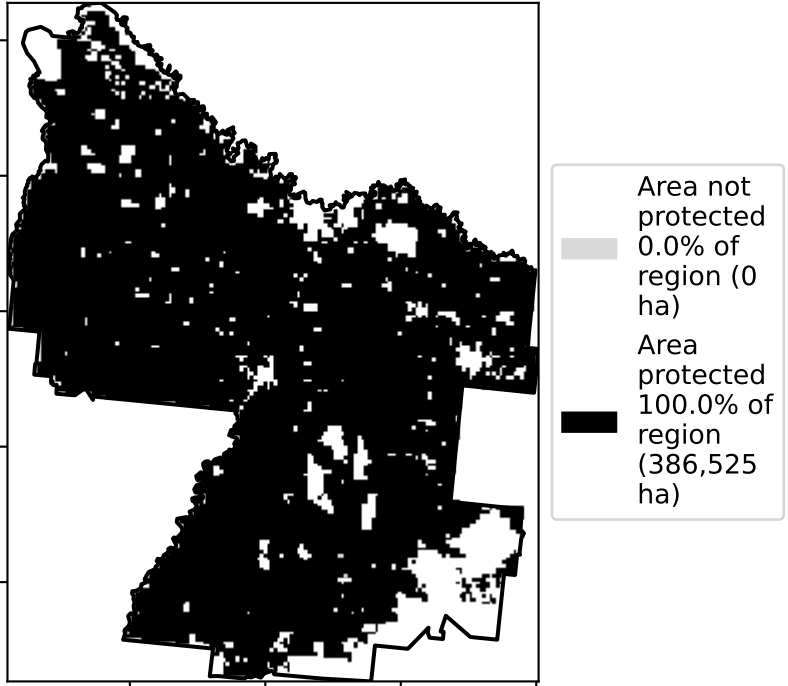 Area not
protected
0.0% of
region (0
ha)
Area
protected
100.0% of
region
(386,525
ha)